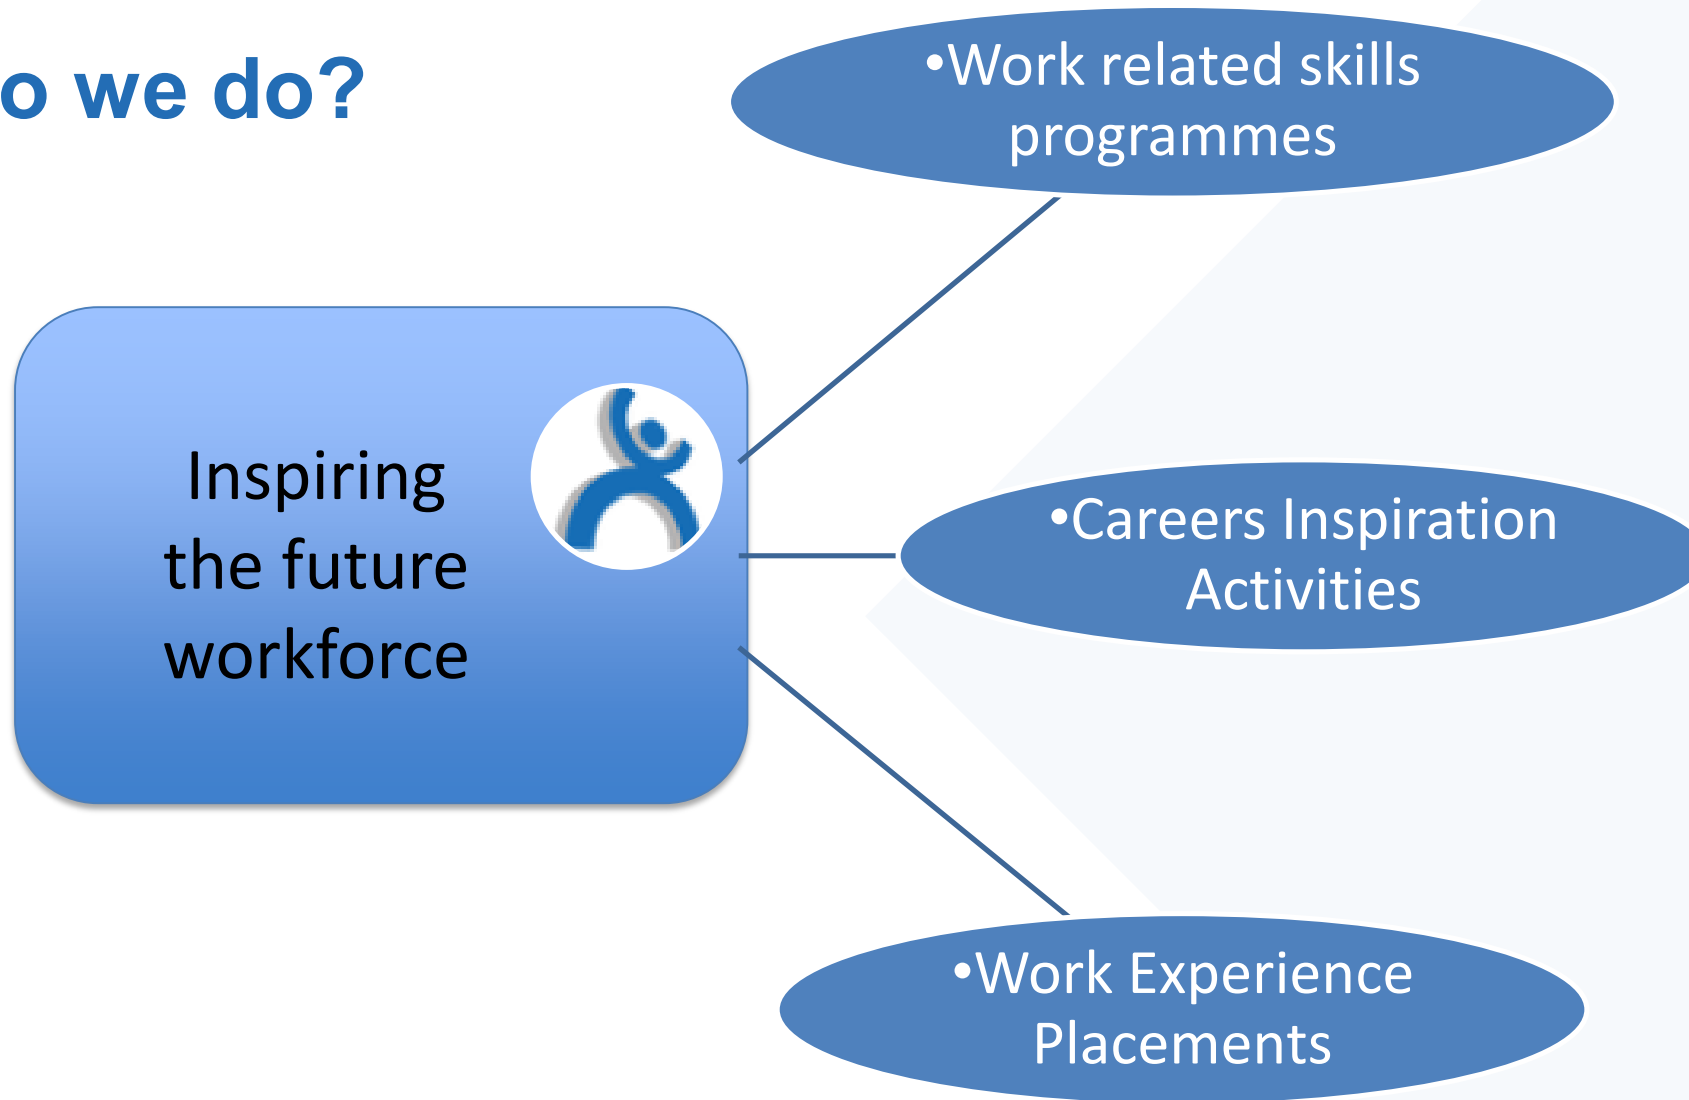 o we do?
•Work related skills
programmes
Inspiring
the future
workforce
•Careers Inspiration
Activities
•Work Experience
Placements